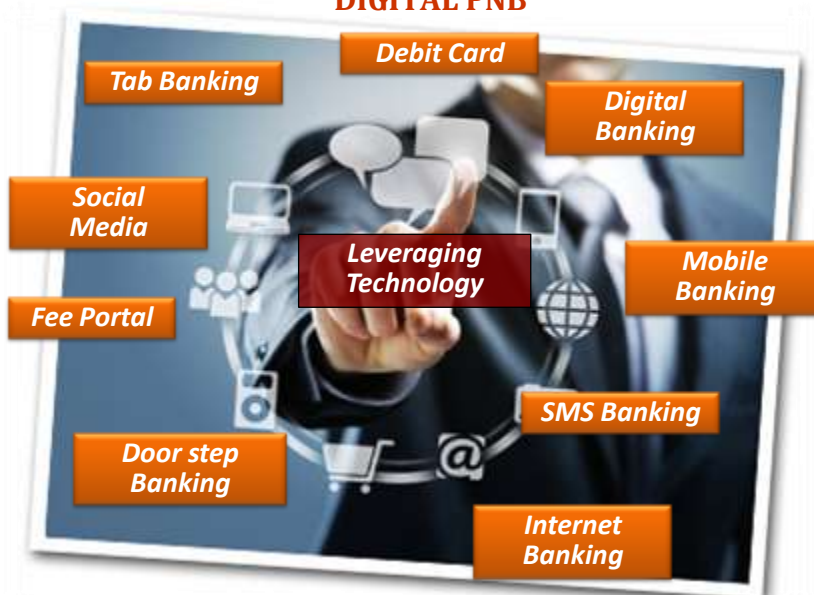 DIGITAL PNB
Debit Card
Tab Banking
Digital
Banking
Social
Media
Leveraging
Technology
Mobile
Banking
Fee Portal
SMS Banking
Door step
Banking
@
Internet
Banking